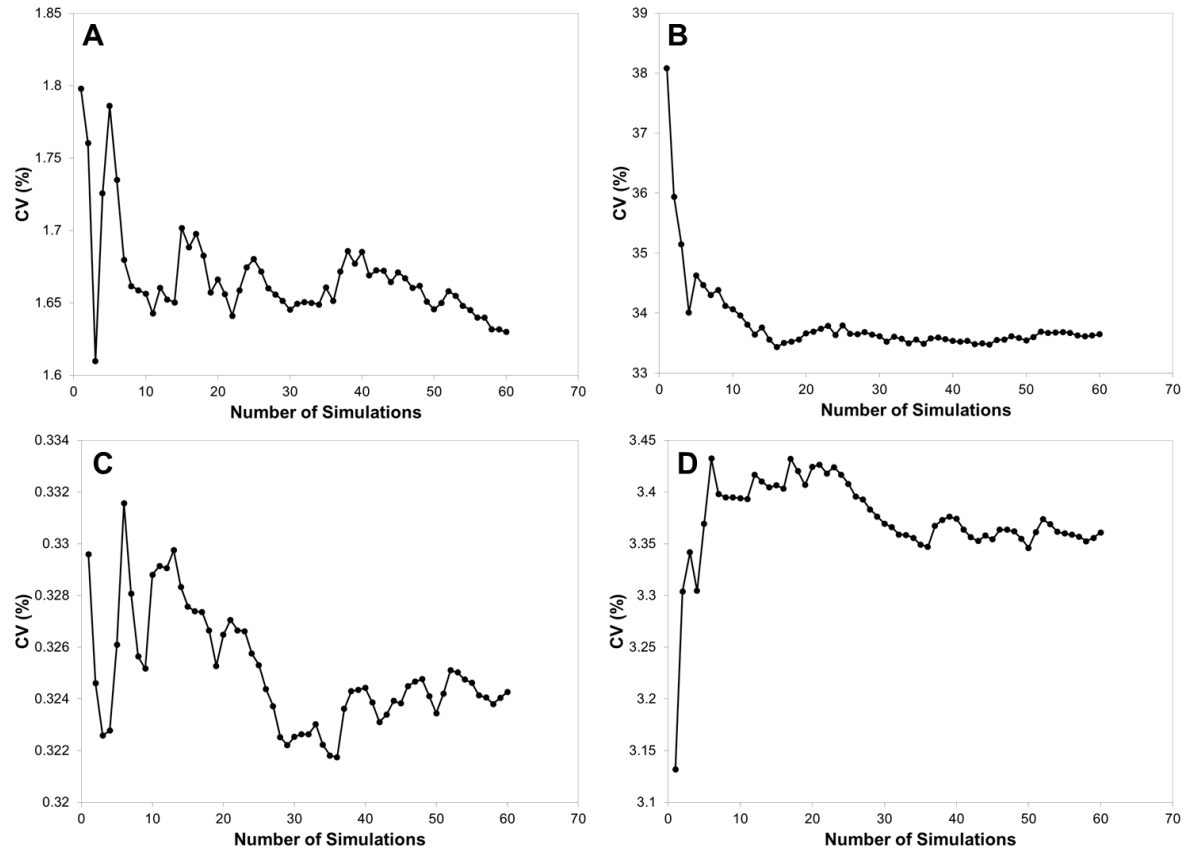 A
1.85
1.8
1.75
1.7
1.65
1.6
CV (%)
0 10 20 30 40 50 60 70
Number of Simulations
B
39
38
37
36
35
34
33
CV (%)
0 10 20 30 40 50 60 70
Number of Simulations
C
0.334
0.332
0.33
0.328
0.326
0.324
0.322
0.32
CV (%)
0 10 20 30 40 50 60 70
Number of Simulations
D
3.45
3.4
3.35
3.3
3.25
3.2
3.15
3.1
CV (%)
0 10 20 30 40 50 60 70
Number of Simulations